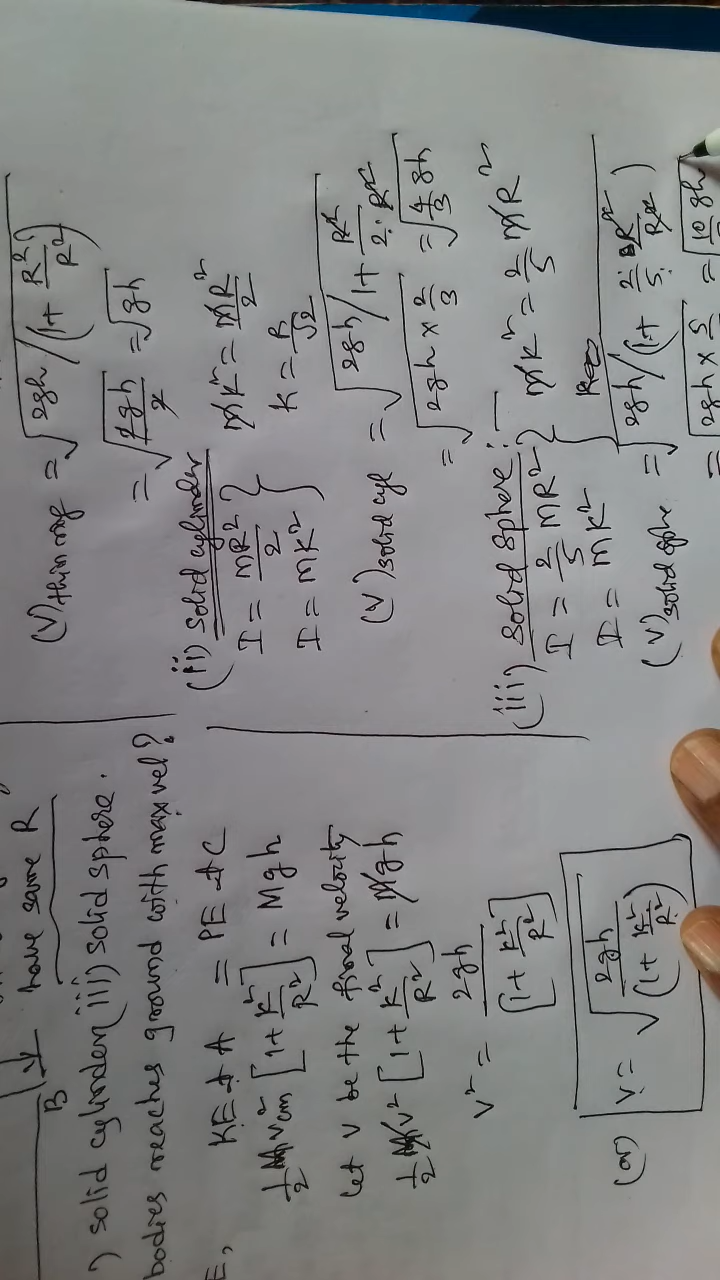 B have same R
) solid cylinder iii) solid sphere.
bodies reaches ground with max vel?
E, KE at A = PE at C
1/2 M v²cm [1 + K²/R²] = Mgh
Let v be the final velocity
1/2 M v² [1 + K²/R²] = Mgh
v² = 2gh / [1 + K²/R²]
(or) v = √(2gh / (1 + K²/R²))
(v)thin ring = √(2gh / (1 + R²/R²))
= √(2gh/2) = √gh
(ii) solid cylinder
I = mR²/2 } mK² = mR²/2
I = mK² } K = R/√2
(v)solid cyl = √(2gh / 1 + R²/2·R²)
= √(2gh × 2/3) = √(4/3 gh)
(iii) solid sphere :-
I = 2/5 MR² } mK² = 2/5 mR²
I = mK² }
(v)solid sphe = √(2gh / (1 + 2/5 · R²/R²))
= √(2gh × 5/ = √(10 gh